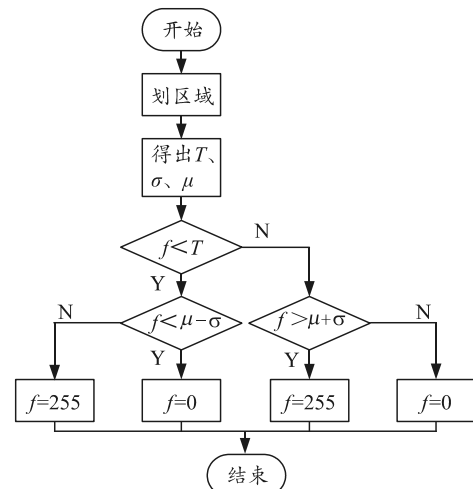 开始
划区域
得出T、
σ、μ
f<T
N
Y
N
f<μ−σ
f>μ+σ
N
Y
Y
f=255
f=0
f=255
f=0
结束